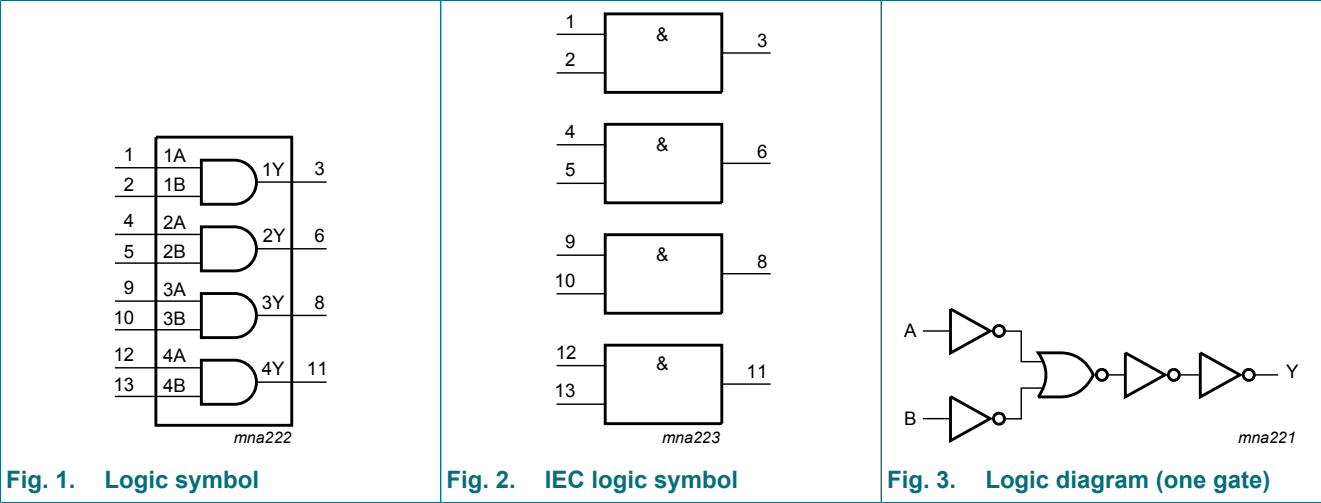 1 1A 1Y 3
2 1B
4 2A 2Y 6
5 2B
9 3A 3Y 8
10 3B
12 4A 4Y 11
13 4B
mna222
Fig. 1. Logic symbol
1 & 3
2
4 & 6
5
9 & 8
10
12 & 11
13
mna223
Fig. 2. IEC logic symbol
A
Y
B
mna221
Fig. 3. Logic diagram (one gate)